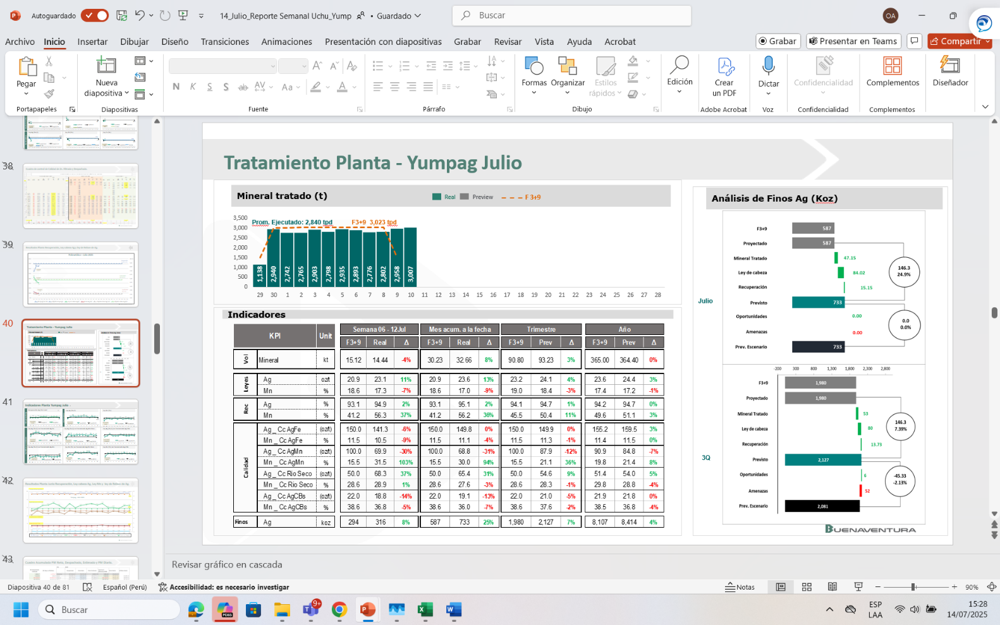 Autoguardado
14_Julio_Reporte Semanal Uchu_Yump
• Guardado
Buscar
OA
Archivo Inicio Insertar Dibujar Diseño Transiciones Animaciones Presentación con diapositivas Grabar Revisar Vista Ayuda Acrobat
Grabar
Presentar en Teams
Compartir
Pegar
Nueva diapositiva
N K S S ab AV Aa A
Formas
Organizar
Estilos rápidos
Edición
Crear un PDF
Dictar
Confidencialidad
Complementos
Diseñador
Portapapeles Diapositivas Fuente Párrafo Dibujo Adobe Acrobat Voz Confidencialidad Complementos
38
39
40
41
42
43
Tratamiento Planta - Yumpag Julio
Mineral tratado (t)
Real Preview F 3+9
Prom. Ejecutado: 2,840 tpd F3+9 3,023 tpd
3,500
3,000
2,500
2,000
1,500
1,000
500
0
1,138 2,940 2,742 2,765 2,903 2,798 2,935 2,893 2,776 2,802 2,958 3,007
29 30 1 2 3 4 5 6 7 8 9 10 11 12 13 14 15 16 17 18 19 20 21 22 23 24 25 26 27 28
Indicadores
KPI Unit Semana 06 - 12Jul Mes acum. a la fecha Trimestre Año
F3+9 Real Δ F3+9 Real Δ F3+9 Prev Δ F3+9 Prev Δ
Vol Mineral kt 15.12 14.44 -4% 30.23 32.66 8% 90.80 93.23 3% 365.00 364.40 0%
Leyes Ag oz/t 20.9 23.1 11% 20.9 23.6 13% 23.2 24.1 4% 23.6 24.4 3%
Mn % 18.6 17.3 -7% 18.6 17.0 -9% 19.0 18.4 -3% 17.4 17.2 -1%
Rec Ag % 93.1 94.9 2% 93.1 95.1 2% 94.1 94.7 1% 94.2 94.7 0%
Mn % 41.2 56.3 37% 41.2 56.2 36% 45.5 50.4 11% 49.6 51.1 3%
Calidad Ag _ Cc AgFe (oz/t) 150.0 141.3 -6% 150.0 149.8 0% 150.0 149.9 0% 155.2 159.5 3%
Mn _ Cc AgFe % 11.5 10.5 -9% 11.5 11.1 -4% 11.5 11.3 -1% 11.4 11.5 0%
Ag _ Cc AgMn (oz/t) 100.0 69.9 -30% 100.0 68.8 -31% 100.0 87.9 -12% 90.9 84.8 -7%
Mn _ Cc AgMn % 15.5 31.5 103% 15.5 30.0 94% 15.5 21.1 36% 19.8 21.4 8%
Ag _ Cc Rio Seco (oz/t) 50.0 68.3 37% 50.0 65.4 31% 50.0 54.6 9% 51.4 54.0 5%
Mn _ Cc Rio Seco % 28.6 28.9 1% 28.6 27.6 -3% 28.6 28.3 -1% 29.8 28.8 -4%
Ag _ Cc AgCBs (oz/t) 22.0 18.8 -14% 22.0 19.1 -13% 22.0 21.0 -5% 21.9 21.8 0%
Mn _ Cc AgCBs % 38.6 36.8 -5% 38.6 36.0 -7% 38.6 37.6 -2% 38.5 36.8 -4%
Finos Ag koz 294 316 8% 587 733 25% 1,980 2,127 7% 8,107 8,414 4%
Análisis de Finos Ag (Koz)
Julio
F3+9 587
Proyectado 587
Mineral Tratado 47.15
Ley de cabeza 84.02
Recuperación 15.15
146.3
24.9%
Previsto 733
Oportunidades 0.00
Amenazas 0.00
0.0
0.0%
Prev. Escenario 733
-200 300 800 1,300 1,800 2,300 2,800
3Q
F3+9 1,980
Proyectado 1,980
Mineral Tratado 53
Ley de cabeza 80
Recuperación 13.73
146.3
7.39%
Previsto 2,127
Oportunidades 6
Amenazas 52
-45.33
-2.13%
Prev. Escenario 2,081
BUENAVENTURA
Revisar gráfico en cascada
Diapositiva 40 de 81
Español (Perú)
Accesibilidad: es necesario investigar
Notas
90%
Buscar
M365
9+
ESP
LAA
15:28
14/07/2025